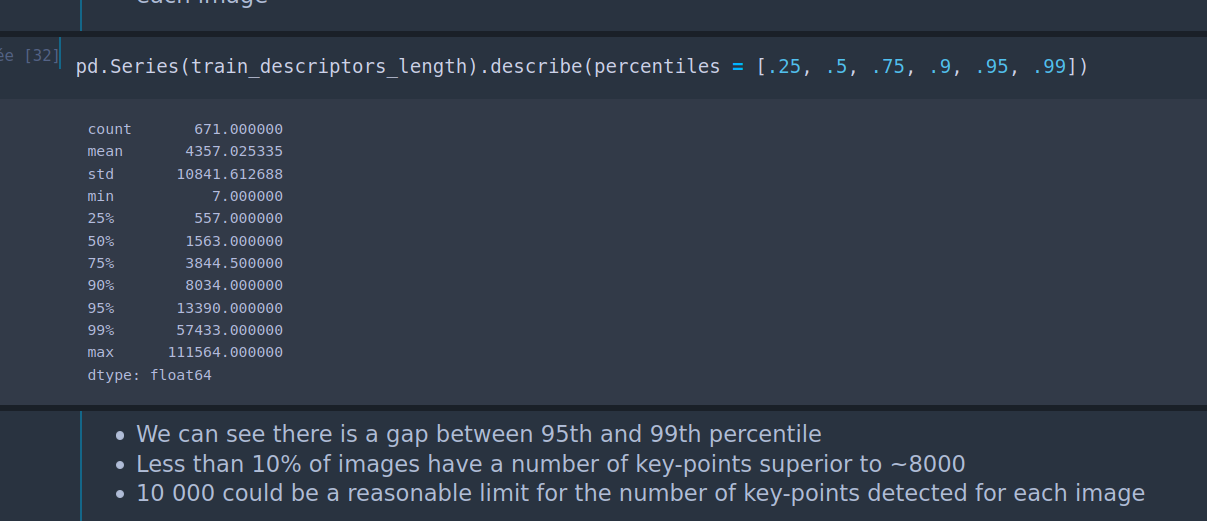 each image
ée [32]
pd.Series(train_descriptors_length).describe(percentiles = [.25, .5, .75, .9, .95, .99])
count 671.000000
mean 4357.025335
std 10841.612688
min 7.000000
25% 557.000000
50% 1563.000000
75% 3844.500000
90% 8034.000000
95% 13390.000000
99% 57433.000000
max 111564.000000
dtype: float64
• We can see there is a gap between 95th and 99th percentile
• Less than 10% of images have a number of key-points superior to ~8000
• 10 000 could be a reasonable limit for the number of key-points detected for each image